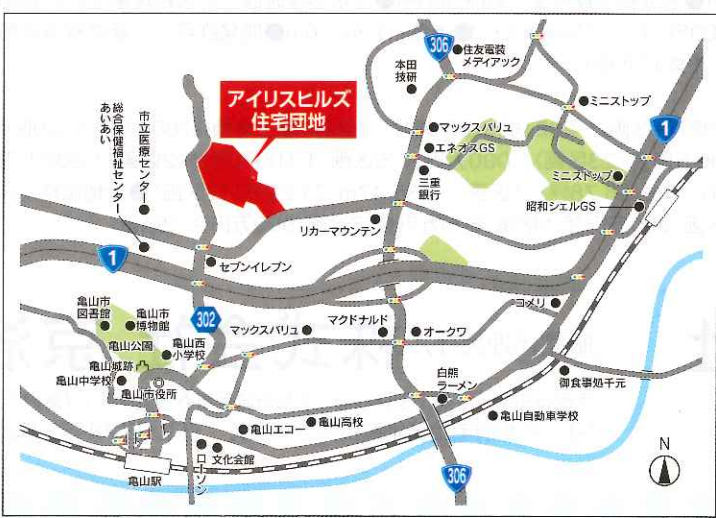 306
住友電装
メディアック
本田
技研
アイリスヒルズ
住宅団地
ミニストップ
1
マックスバリュ
エネオスGS
三重
銀行
ミニストップ
昭和シェルGS
市立医療センター
総合保健福祉センター
あいあい
リカーマウンテン
1
セブンイレブン
コメリ
亀山市
図書館
亀山市
博物館
302
亀山公園
亀山西
小学校
マックスバリュ
マクドナルド
オークワ
亀山城跡
亀山中学校
亀山市役所
白熊
ラーメン
御食事処千元
亀山エコー
亀山高校
亀山自動車学校
ローソン
文化会館
亀山駅
306
N